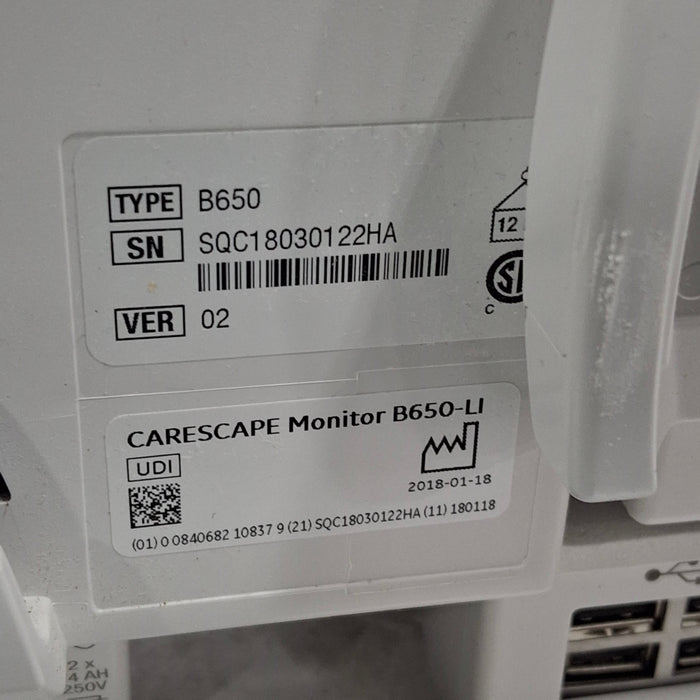 TYPE B650
SN SQC18030122HA
12
C
VER 02
CARESCAPE Monitor B650-LI
UDI
2018-01-18
(01) 0 0840682 10837 9 (21) SQC18030122HA (11) 180118
2 x
4 AH
250V